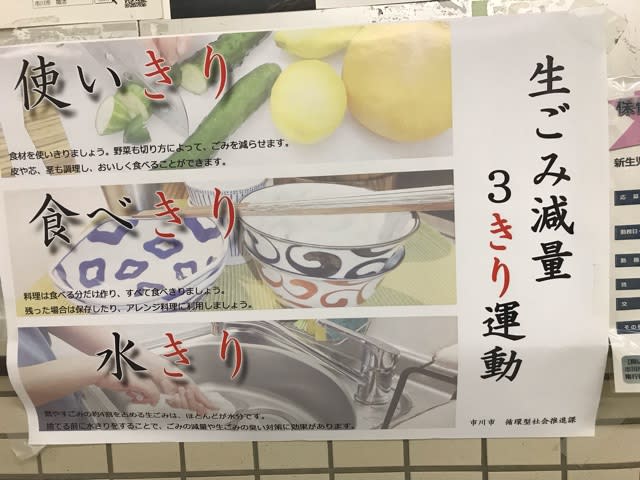 使いきり
食材を使いきりましょう。野菜も切り方によって、ごみを減らせます。
皮や芯、茎も調理し、おいしく食べることができます。
食べきり
料理は食べる分だけ作り、すべて食べきりましょう。
残った場合は保存したり、アレンジ料理に利用しましょう。
水きり
燃やすごみの約4割を占める生ごみは、ほとんどが水分です。
捨てる前に水きりをすることで、ごみの減量や生ごみの臭い対策に効果があります。
生ごみ減量
3きり運動
市川市 循環型社会推進課
新生児